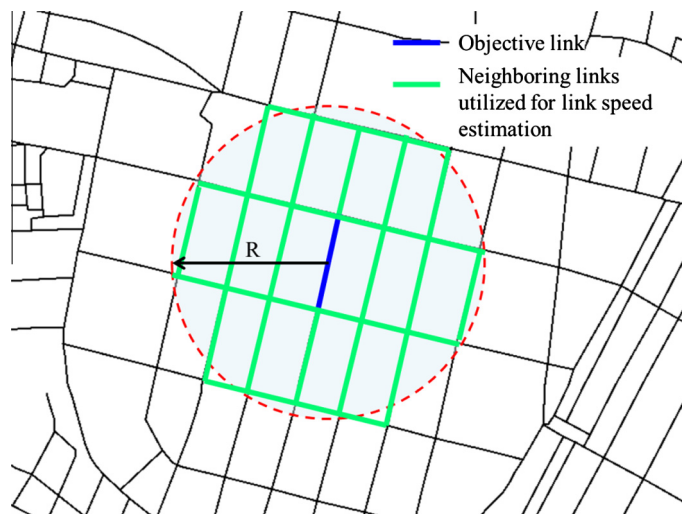 Objective link
Neighboring links
utilized for link speed
estimation
R